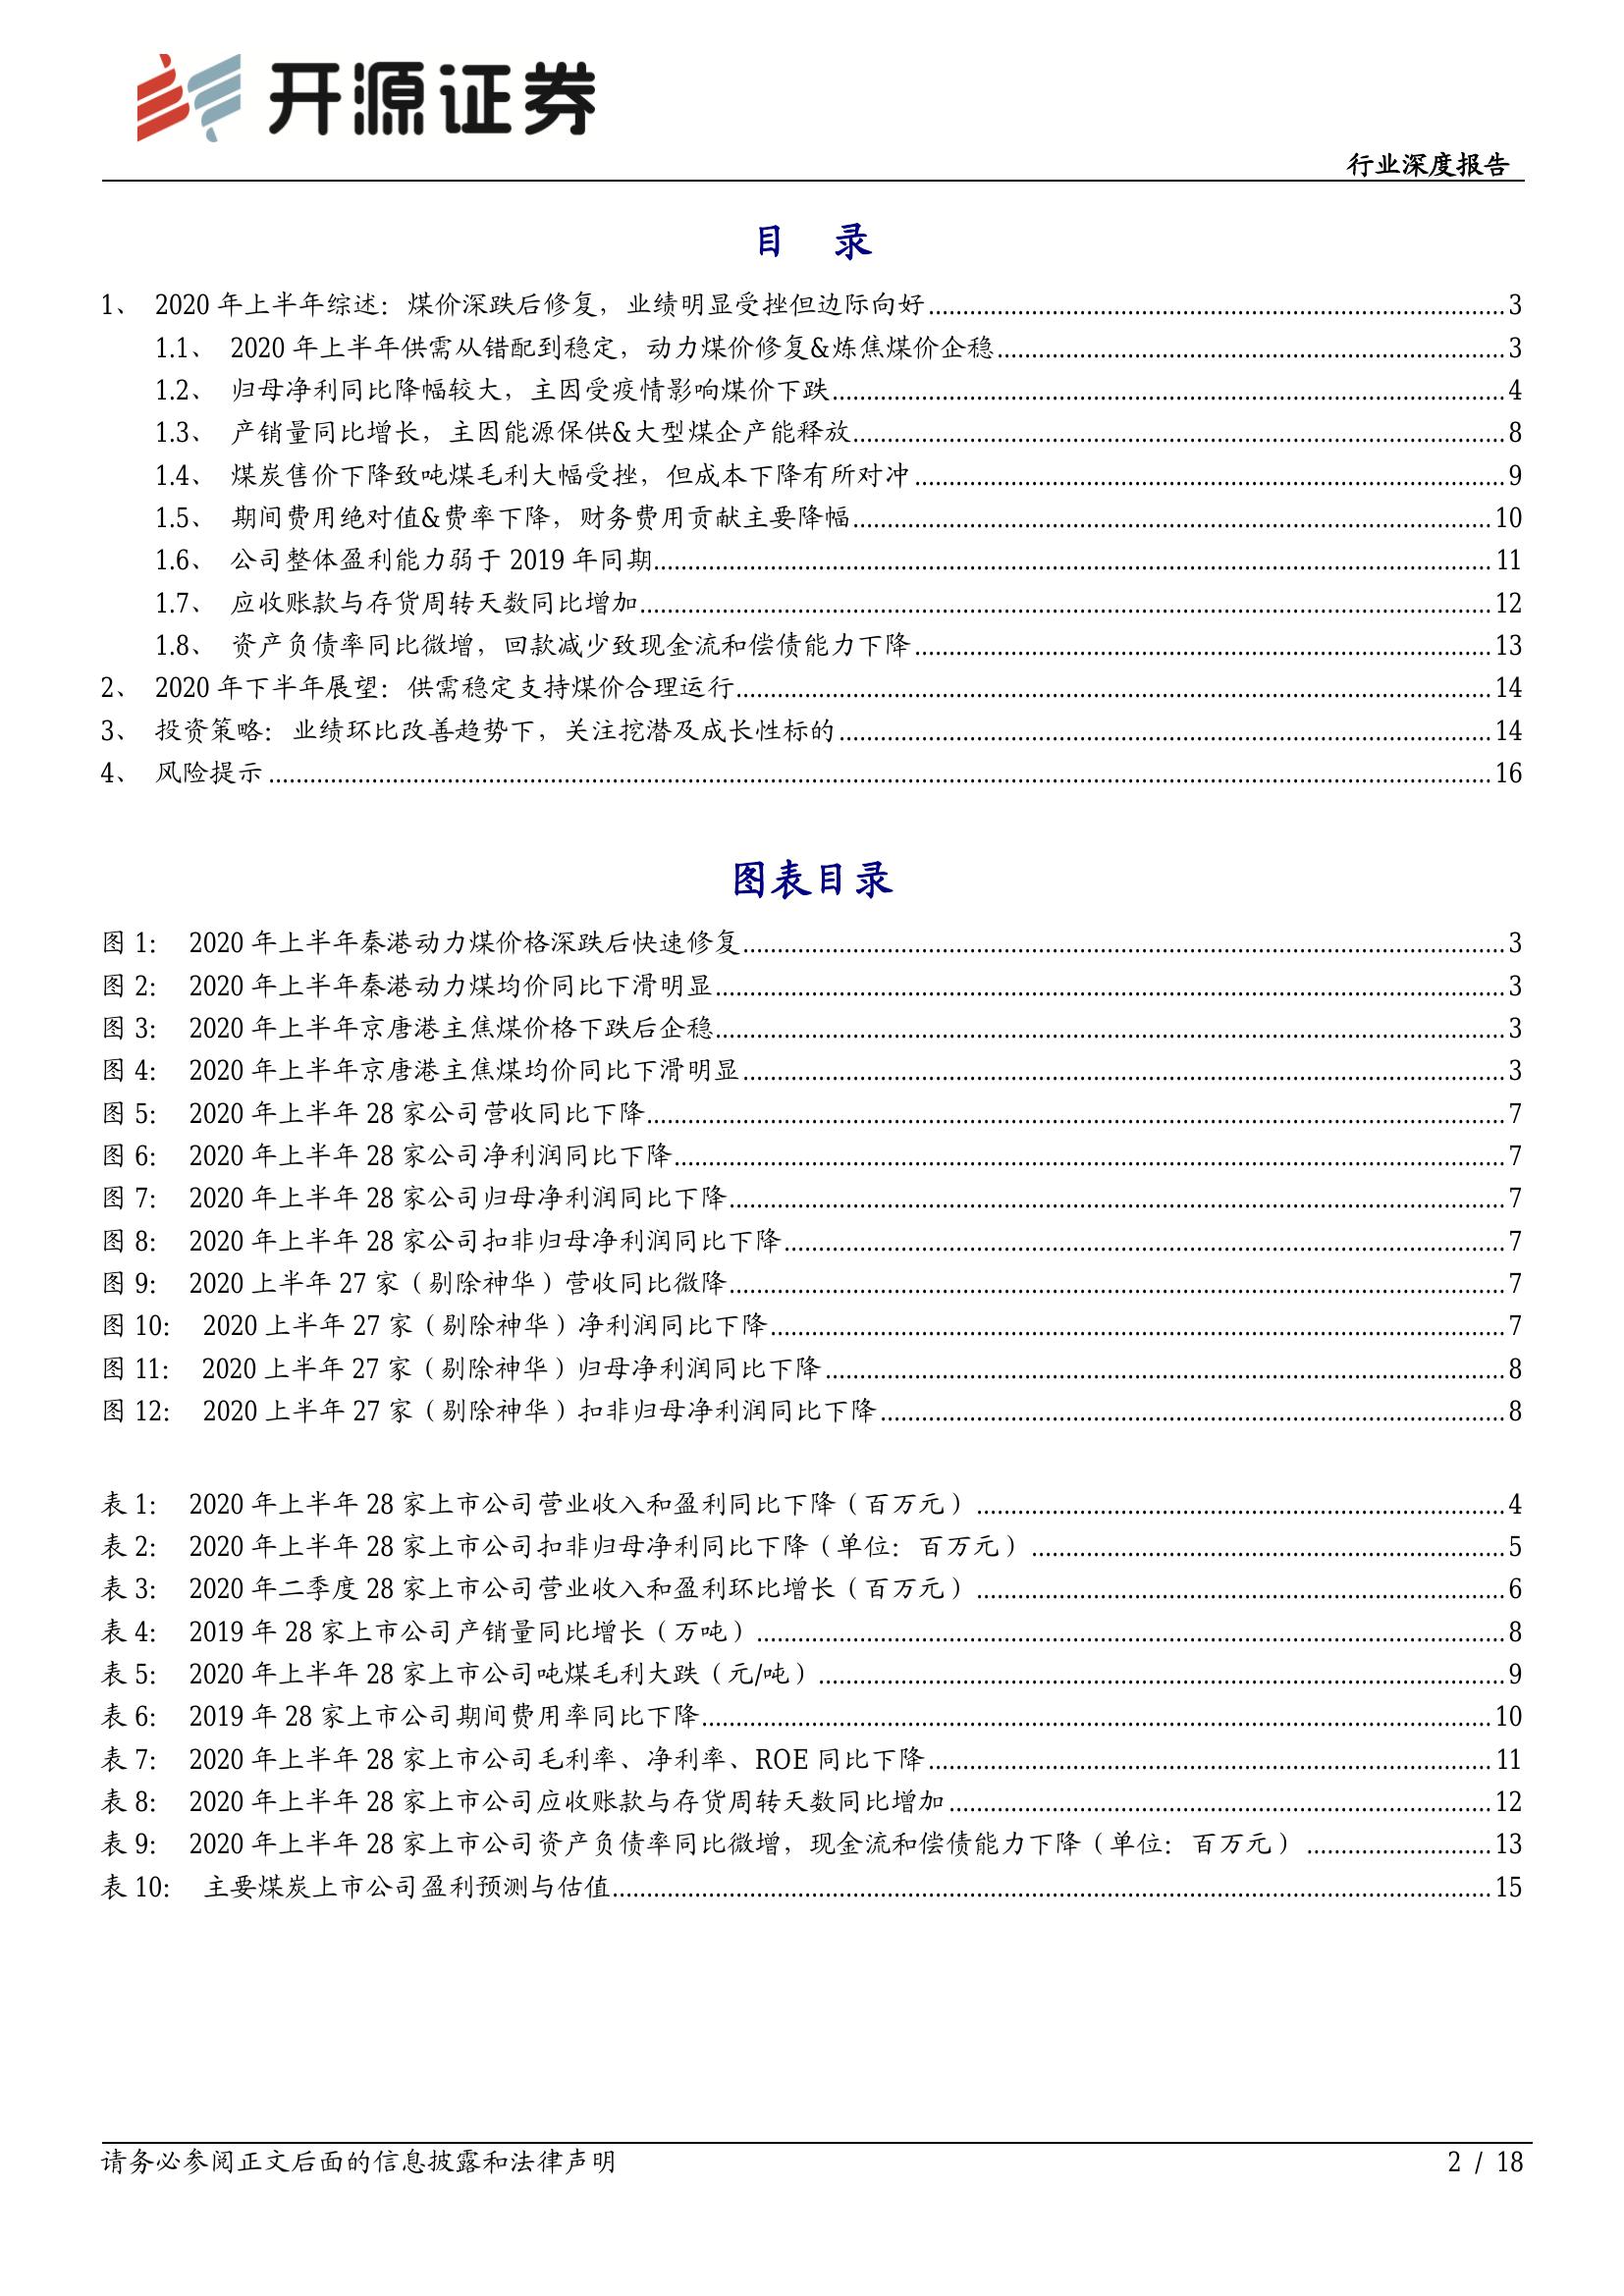 开源证券
行业深度报告
目 录
1、 2020 年上半年综述：煤价深跌后修复，业绩明显受挫但边际向好 3
1.1、 2020 年上半年供需从错配到稳定，动力煤价修复&炼焦煤价企稳 3
1.2、 归母净利同比降幅较大，主因受疫情影响煤价下跌 4
1.3、 产销量同比增长，主因能源保供&大型煤企产能释放 8
1.4、 煤炭售价下降致吨煤毛利大幅受挫，但成本下降有所对冲 9
1.5、 期间费用绝对值&费率下降，财务费用贡献主要降幅 10
1.6、 公司整体盈利能力弱于 2019 年同期 11
1.7、 应收账款与存货周转天数同比增加 12
1.8、 资产负债率同比微增，回款减少致现金流和偿债能力下降 13
2、 2020 年下半年展望：供需稳定支持煤价合理运行 14
3、 投资策略：业绩环比改善趋势下，关注挖潜及成长性标的 14
4、 风险提示 16
图表目录
图 1： 2020 年上半年秦港动力煤价格深跌后快速修复 3
图 2： 2020 年上半年秦港动力煤均价同比下滑明显 3
图 3： 2020 年上半年京唐港主焦煤价格下跌后企稳 3
图 4： 2020 年上半年京唐港主焦煤均价同比下滑明显 3
图 5： 2020 年上半年 28 家公司营收同比下降 7
图 6： 2020 年上半年 28 家公司净利润同比下降 7
图 7： 2020 年上半年 28 家公司归母净利润同比下降 7
图 8： 2020 年上半年 28 家公司扣非归母净利润同比下降 7
图 9： 2020 上半年 27 家（剔除神华）营收同比微降 7
图 10： 2020 上半年 27 家（剔除神华）净利润同比下降 7
图 11： 2020 上半年 27 家（剔除神华）归母净利润同比下降 8
图 12： 2020 上半年 27 家（剔除神华）扣非归母净利润同比下降 8
表 1： 2020 年上半年 28 家上市公司营业收入和盈利同比下降（百万元） 4
表 2： 2020 年上半年 28 家上市公司扣非归母净利同比下降（单位：百万元） 5
表 3： 2020 年二季度 28 家上市公司营业收入和盈利环比增长（百万元） 6
表 4： 2019 年 28 家上市公司产销量同比增长（万吨） 8
表 5： 2020 年上半年 28 家上市公司吨煤毛利大跌（元/吨） 9
表 6： 2019 年 28 家上市公司期间费用率同比下降 10
表 7： 2020 年上半年 28 家上市公司毛利率、净利率、ROE 同比下降 11
表 8： 2020 年上半年 28 家上市公司应收账款与存货周转天数同比增加 12
表 9： 2020 年上半年 28 家上市公司资产负债率同比微增，现金流和偿债能力下降（单位：百万元） 13
表 10： 主要煤炭上市公司盈利预测与估值 15
请务必参阅正文后面的信息披露和法律声明 2 / 18